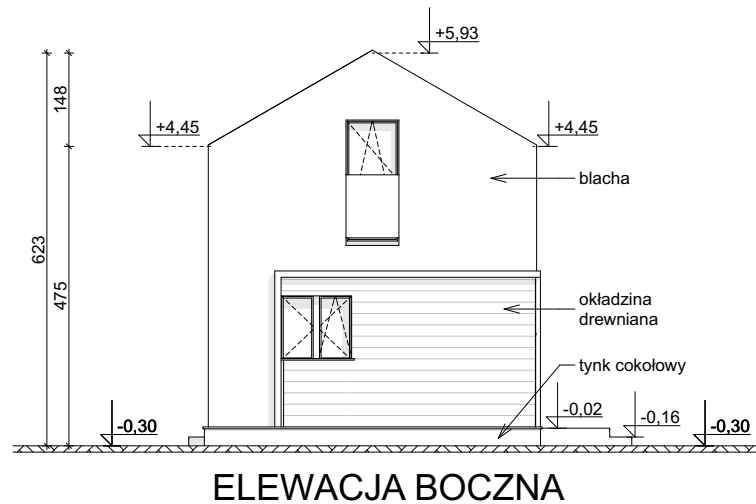 +5,93
148
+4,45
+4,45
blacha
623
475
okładzina
drewniana
tynk cokołowy
-0,02
-0,16
-0,30
-0,30
ELEWACJA BOCZNA